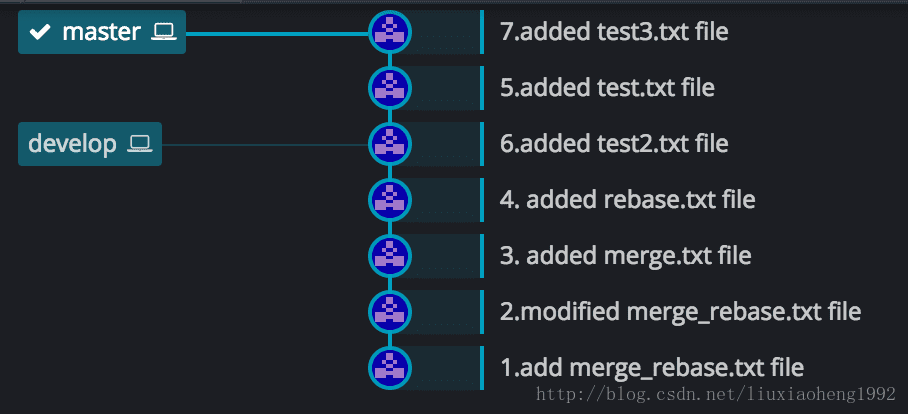 master
7.added test3.txt file
5.added test.txt file
develop
6.added test2.txt file
4. added rebase.txt file
3. added merge.txt file
2.modified merge_rebase.txt file
1.add merge_rebase.txt file
http://blog.csdn.net/liuxiaoheng1992